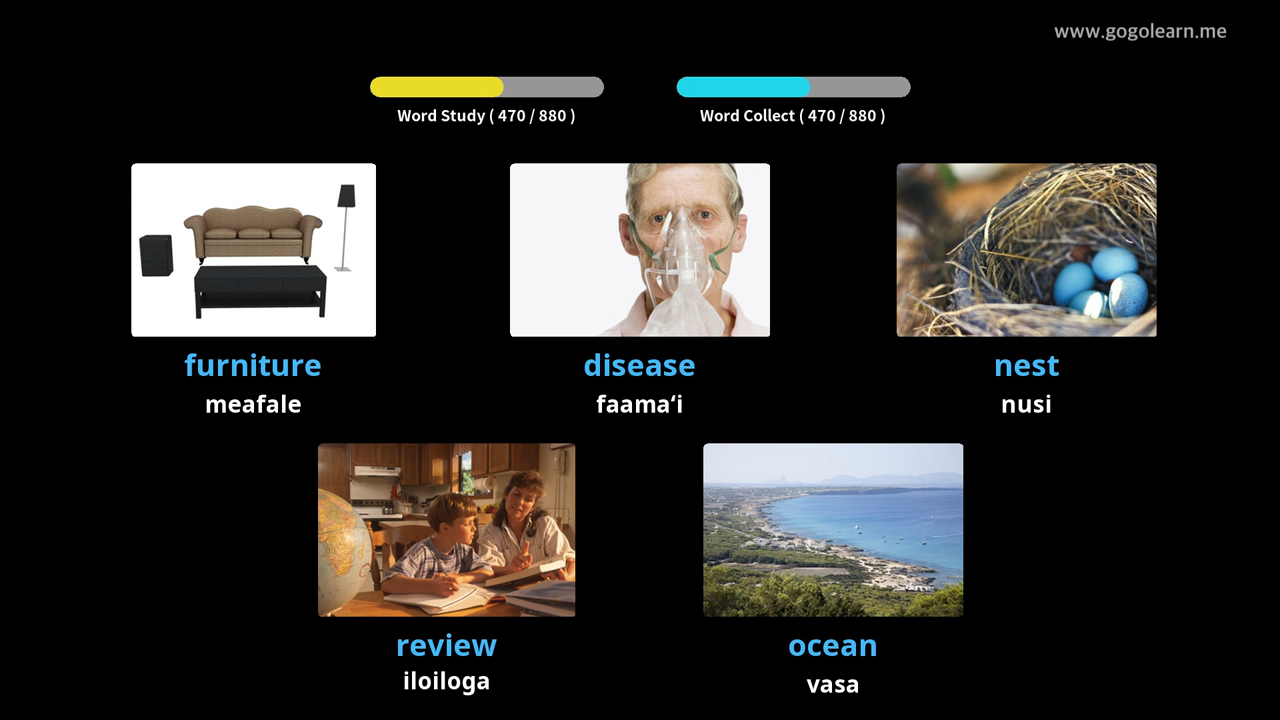 www.gogolearn.me
Word Study ( 470 / 880 )
Word Collect ( 470 / 880 )
furniture
meafale
disease
faama‘i
nest
nusi
review
iloiloga
ocean
vasa